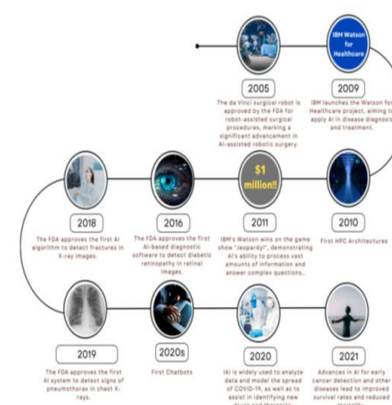 IBM Watson
for
Healthcare
2005
The da Vinci surgical robot is
approved by the FDA for
robot-assisted surgical
procedures, marking a
significant advancement in
AI-assisted robotic surgery.
2009
IBM launches the Watson for
Healthcare project, aiming to
apply AI in disease diagnosis
and treatment.
2018
The FDA approves the first AI
algorithm to detect fractures in
X-ray images.
2016
The FDA approves the first
AI-based diagnostic
software to detect diabetic
retinopathy in retinal
images.
$1
million!!
2011
IBM's Watson wins on the game
show "Jeopardy!", demonstrating
AI's ability to process vast
amounts of information and
answer complex questions..
2010
First HPC Architectures
2019
The FDA approves the first
AI system to detect signs of
pneumothorax in chest X-
rays.
2020s
First Chatbots
2020
IAI is widely used to analyze
data and model the spread
of COVID-19, as well as to
assist in identifying new
2021
Advances in AI for early
cancer detection and other
diseases lead to improved
survival rates and reduced